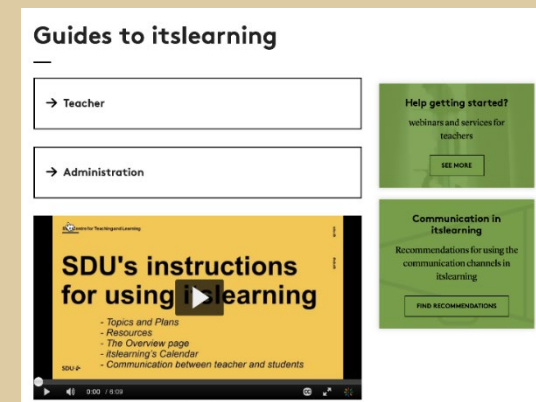 Guides to itslearning
→ Teacher
→ Administration
Centre for Teaching and Learning
SDU's instructions
for using itslearning
- Topics and Plans
- Resources
- The Overview page
- itslearning's Calendar
- Communication between teacher and students
SDU
0:00 / 6:09
Help getting started?
webinars and services for
teachers
SEE MORE
Communication in
itslearning
Recommendations for using the
communication channels in
itslearning
FIND RECOMMENDATIONS